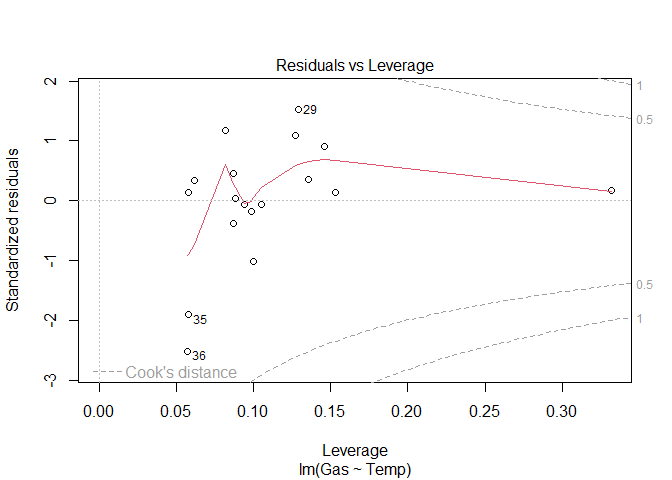 Residuals vs Leverage
Standardized residuals
2
1
0
-1
-2
-3
1
0.5
0.5
1
29
35
36
Cook's distance
0.00 0.05 0.10 0.15 0.20 0.25 0.30
Leverage
lm(Gas ~ Temp)